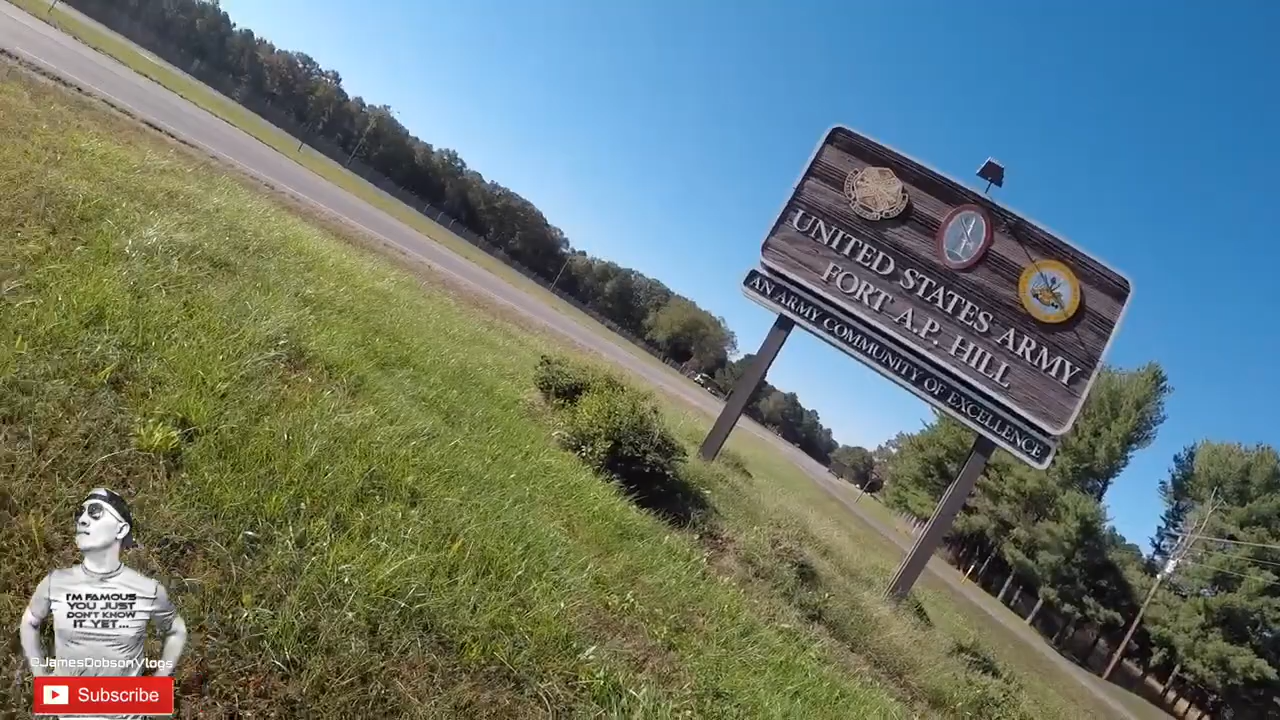 UNITED STATES ARMY
FORT A.P. HILL
AN ARMY COMMUNITY OF EXCELLENCE
I'M FAMOUS
YOU JUST
DON'T KNOW
IT YET...
@JamesDobsonVlogs
Subscribe